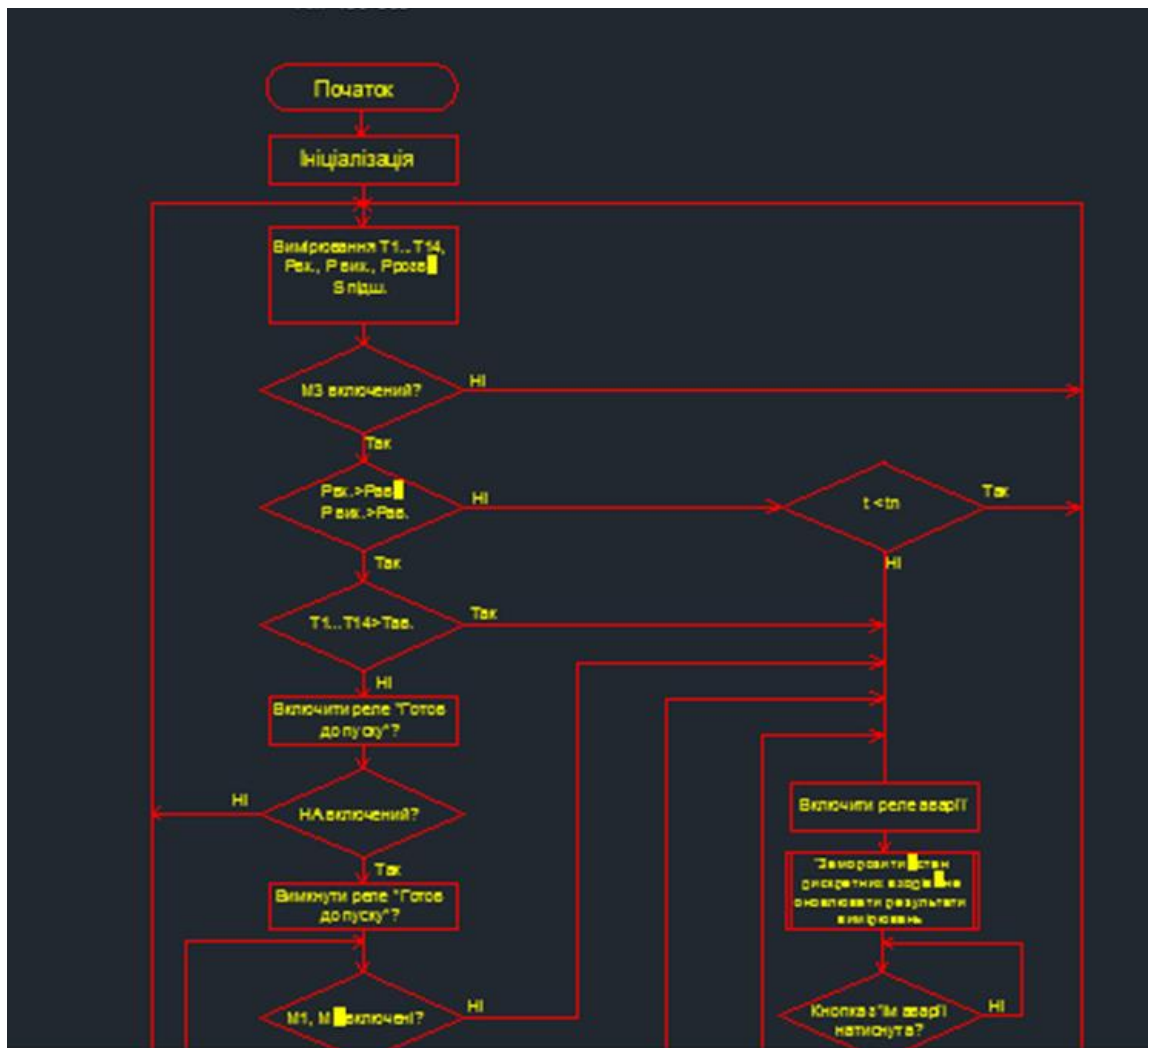 Початок
Ініціалізація
Вимірювання Т1...Т14,
Рвх., Р вих., Ррозв
S підш.
М3 включений?
НІ
Так
Рвх.>Рав
Р вих.>Рав.
НІ
t <tn
Так
НІ
Так
Т1...Т14>Тав.
Так
НІ
Включити реле "Готов
до пуску"?
НА включений?
НІ
Так
Включити реле аварії
Вимкнути реле "Готов
до пуску"?
"Заморозити стан
дискретних входів не
оновлювати результати
вимірювань
М1, М включені?
НІ
Кнопка з'їм аварії
натиснута?
НІ